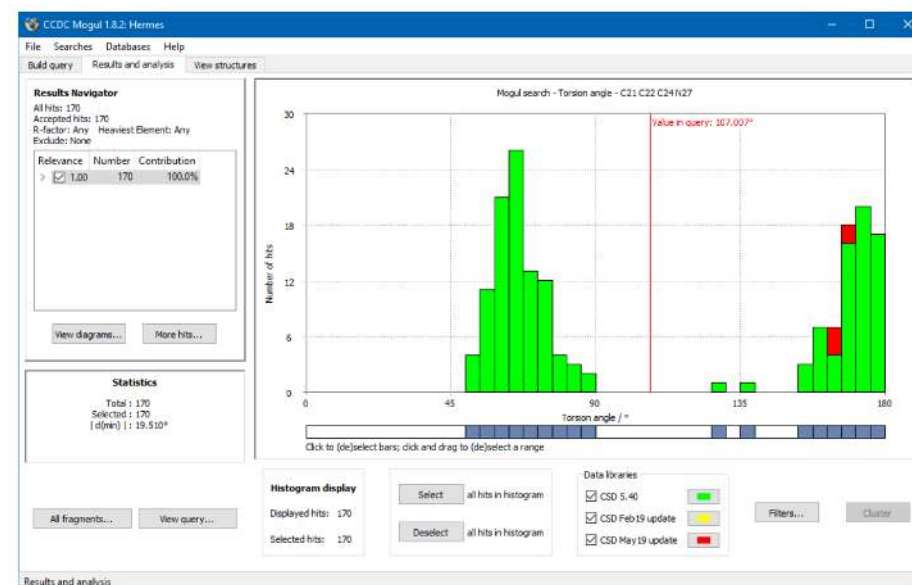 CCDC Mogul 1.8.2: Hermes
File Searches Databases Help
Build query Results and analysis View structures
Results Navigator
All hits: 170
Accepted hits: 170
R-factor: Any Heaviest Element: Any
Exclude: None
Relevance Number Contribution
1.00 170 100.0%
View diagrams... More hits...
Statistics
Total : 170
Selected : 170
| d(min) | : 19.510°
All fragments... View query...
Mogul search - Torsion angle - C21 C22 C24 N27
Value in query: 107.007°
Number of hits
30
24
18
12
6
0
0 45 90 135 180
Torsion angle / °
Click to (de)select bars; click and drag to (de)select a range
Histogram display
Displayed hits: 170
Selected hits: 170
Select all hits in histogram
Deselect all hits in histogram
Data libraries
CSD 5.40
CSD Feb19 update
CSD May19 update
Filters... Cluster
Results and analysis